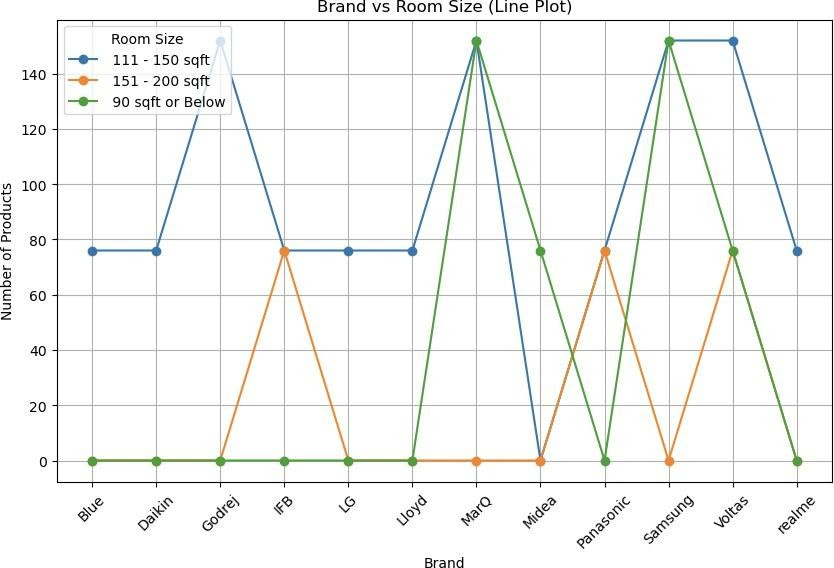 Brand vs Room Size (Line Plot)
Room Size
111 - 150 sqft
151 - 200 sqft
90 sqft or Below
Number of Products
140
120
100
80
60
40
20
0
Blue
Daikin
Godrej
IFB
LG
Lloyd
MarQ
Midea
Panasonic
Samsung
Voltas
realme
Brand